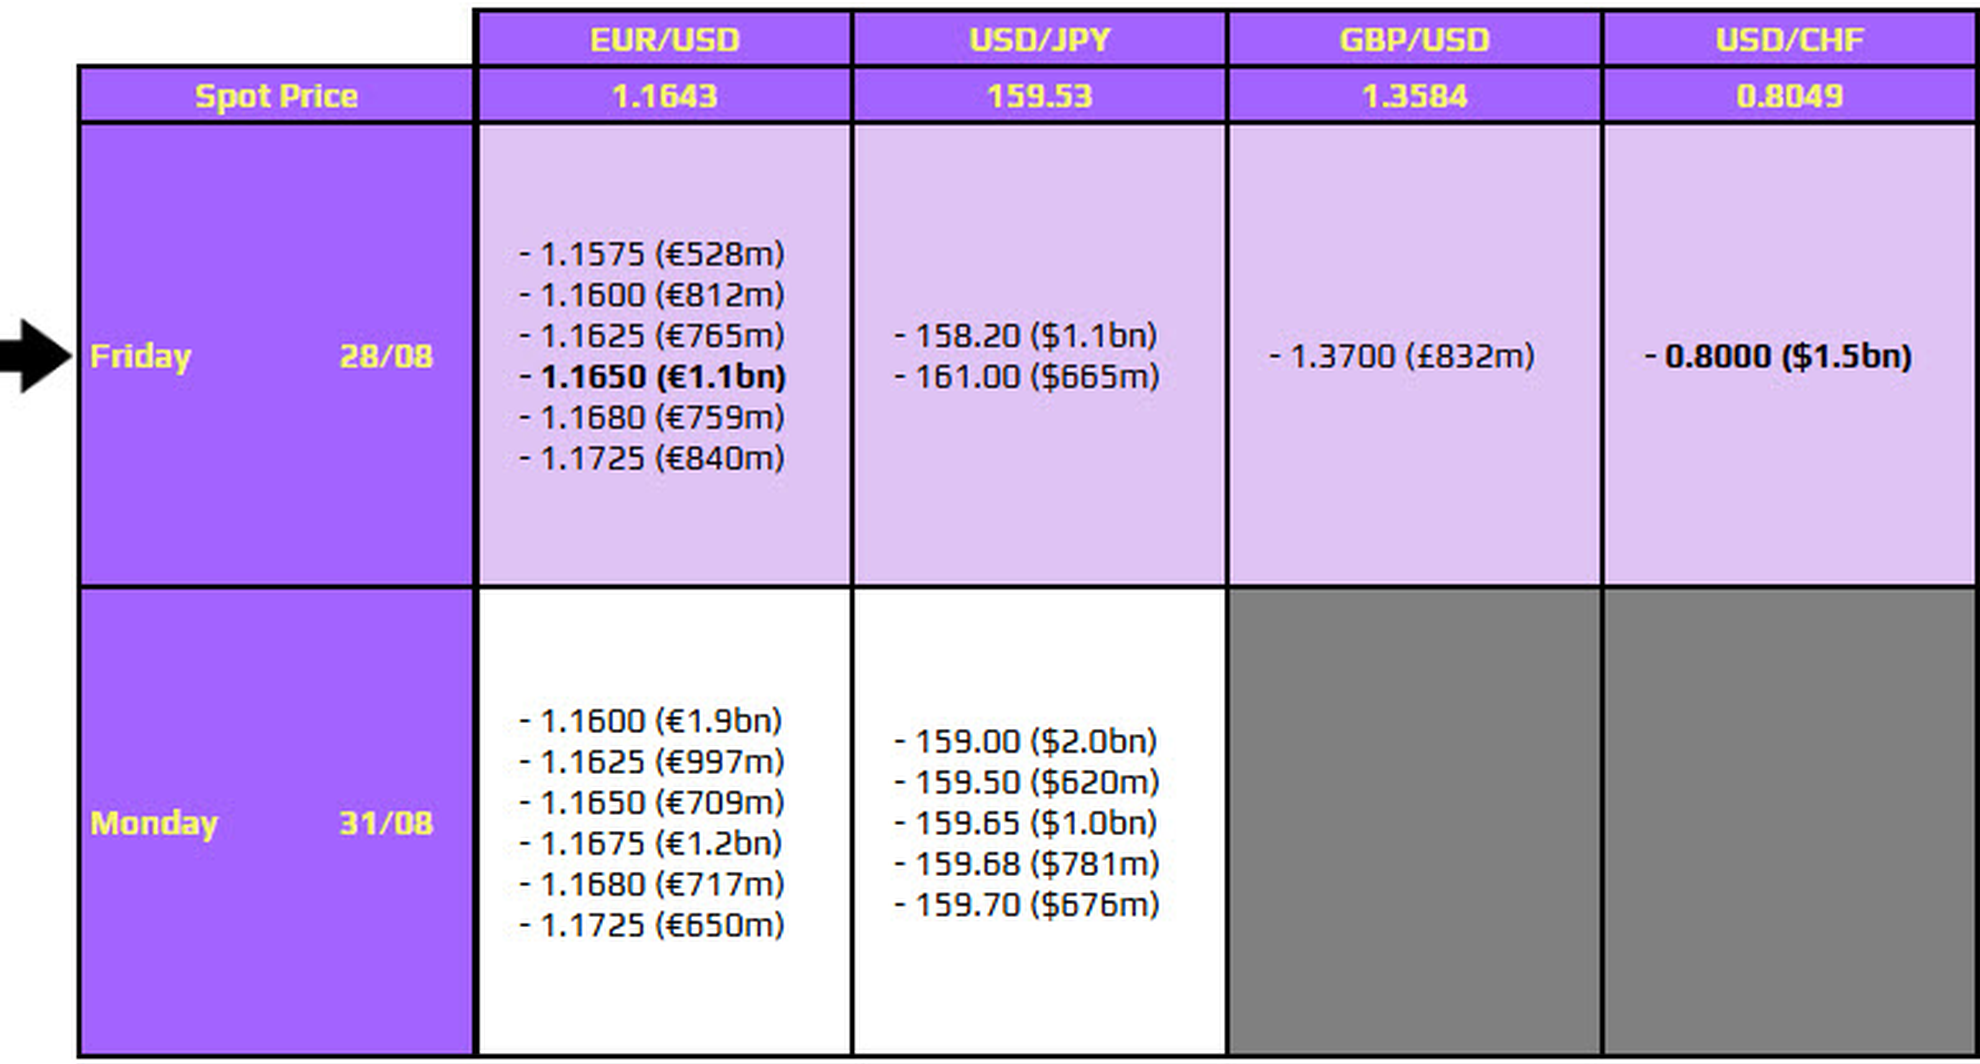 EUR/USD USD/JPY GBP/USD USD/CHF
Spot Price 1.1643 159.53 1.3584 0.8049
Friday 28/08
- 1.1575 (€528m)
- 1.1600 (€812m)
- 1.1625 (€765m)
- 1.1650 (€1.1bn)
- 1.1680 (€759m)
- 1.1725 (€840m)
- 158.20 ($1.1bn)
- 161.00 ($665m)
- 1.3700 (£832m)
- 0.8000 ($1.5bn)
Monday 31/08
- 1.1600 (€1.9bn)
- 1.1625 (€997m)
- 1.1650 (€709m)
- 1.1675 (€1.2bn)
- 1.1680 (€717m)
- 1.1725 (€650m)
- 159.00 ($2.0bn)
- 159.50 ($620m)
- 159.65 ($1.0bn)
- 159.68 ($781m)
- 159.70 ($676m)